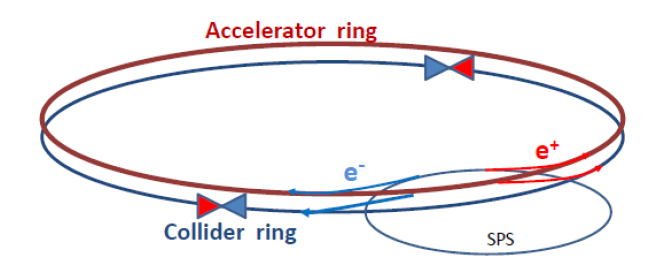 Accelerator ring
e⁺
e⁻
Collider ring
SPS